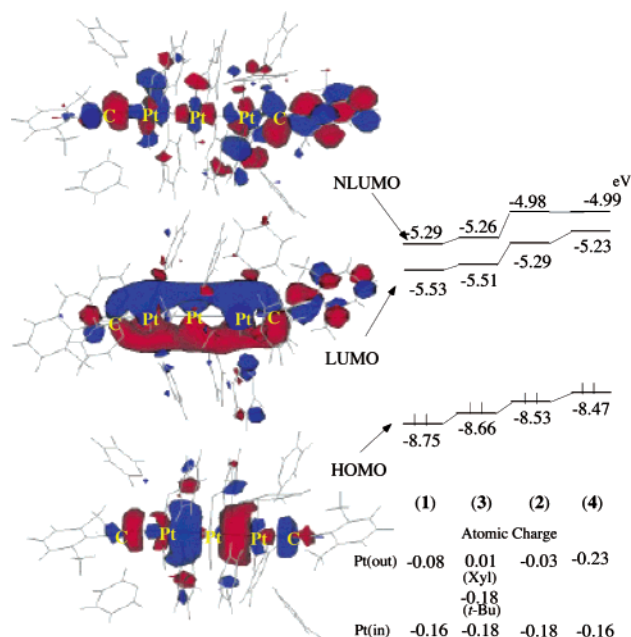 C Pt Pt Pt C
eV
NLUMO
-4.98 -4.99
-5.29 -5.26
-5.29 -5.23
-5.53 -5.51
C Pt Pt Pt C
LUMO
-8.75 -8.66 -8.53 -8.47
HOMO
(1) (3) (2) (4)
C Pt Pt Pt C
Atomic Charge
Pt(out) -0.08 0.01 -0.03 -0.23
(Xyl)
-0.18
(t-Bu)
Pt(in) -0.16 -0.18 -0.18 -0.16